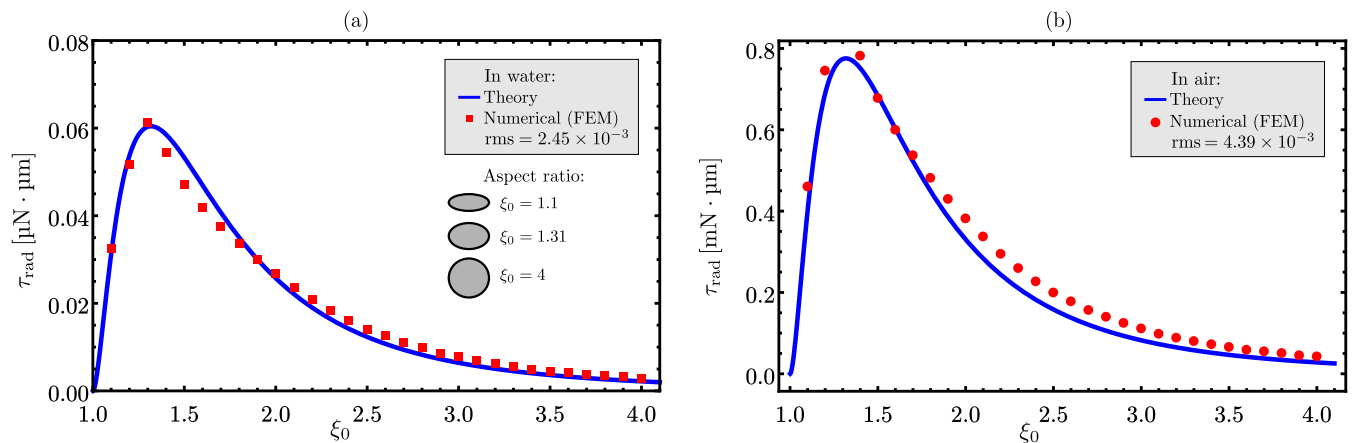 (a)
0.08
0.06
0.04
0.02
0.00
τrad [µN · µm]
In water:
Theory
Numerical (FEM)
rms = 2.45 × 10⁻³
Aspect ratio:
ξ₀ = 1.1
ξ₀ = 1.31
ξ₀ = 4
1.0 1.5 2.0 2.5 3.0 3.5 4.0
ξ₀
(b)
0.8
0.6
0.4
0.2
0.0
τrad [mN · µm]
In air:
Theory
Numerical (FEM)
rms = 4.39 × 10⁻³
1.0 1.5 2.0 2.5 3.0 3.5 4.0
ξ₀